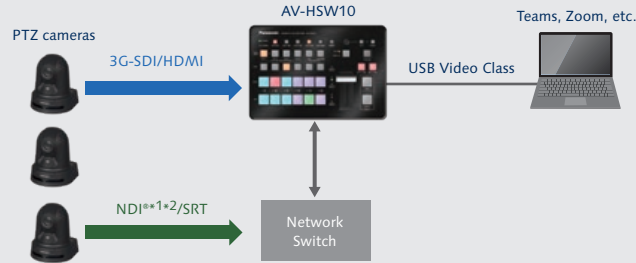 AV-HSW10
Teams, Zoom, etc.
PTZ cameras
3G-SDI/HDMI
Panasonic
USB Video Class
NDI®*1*2/SRT
Network
Switch